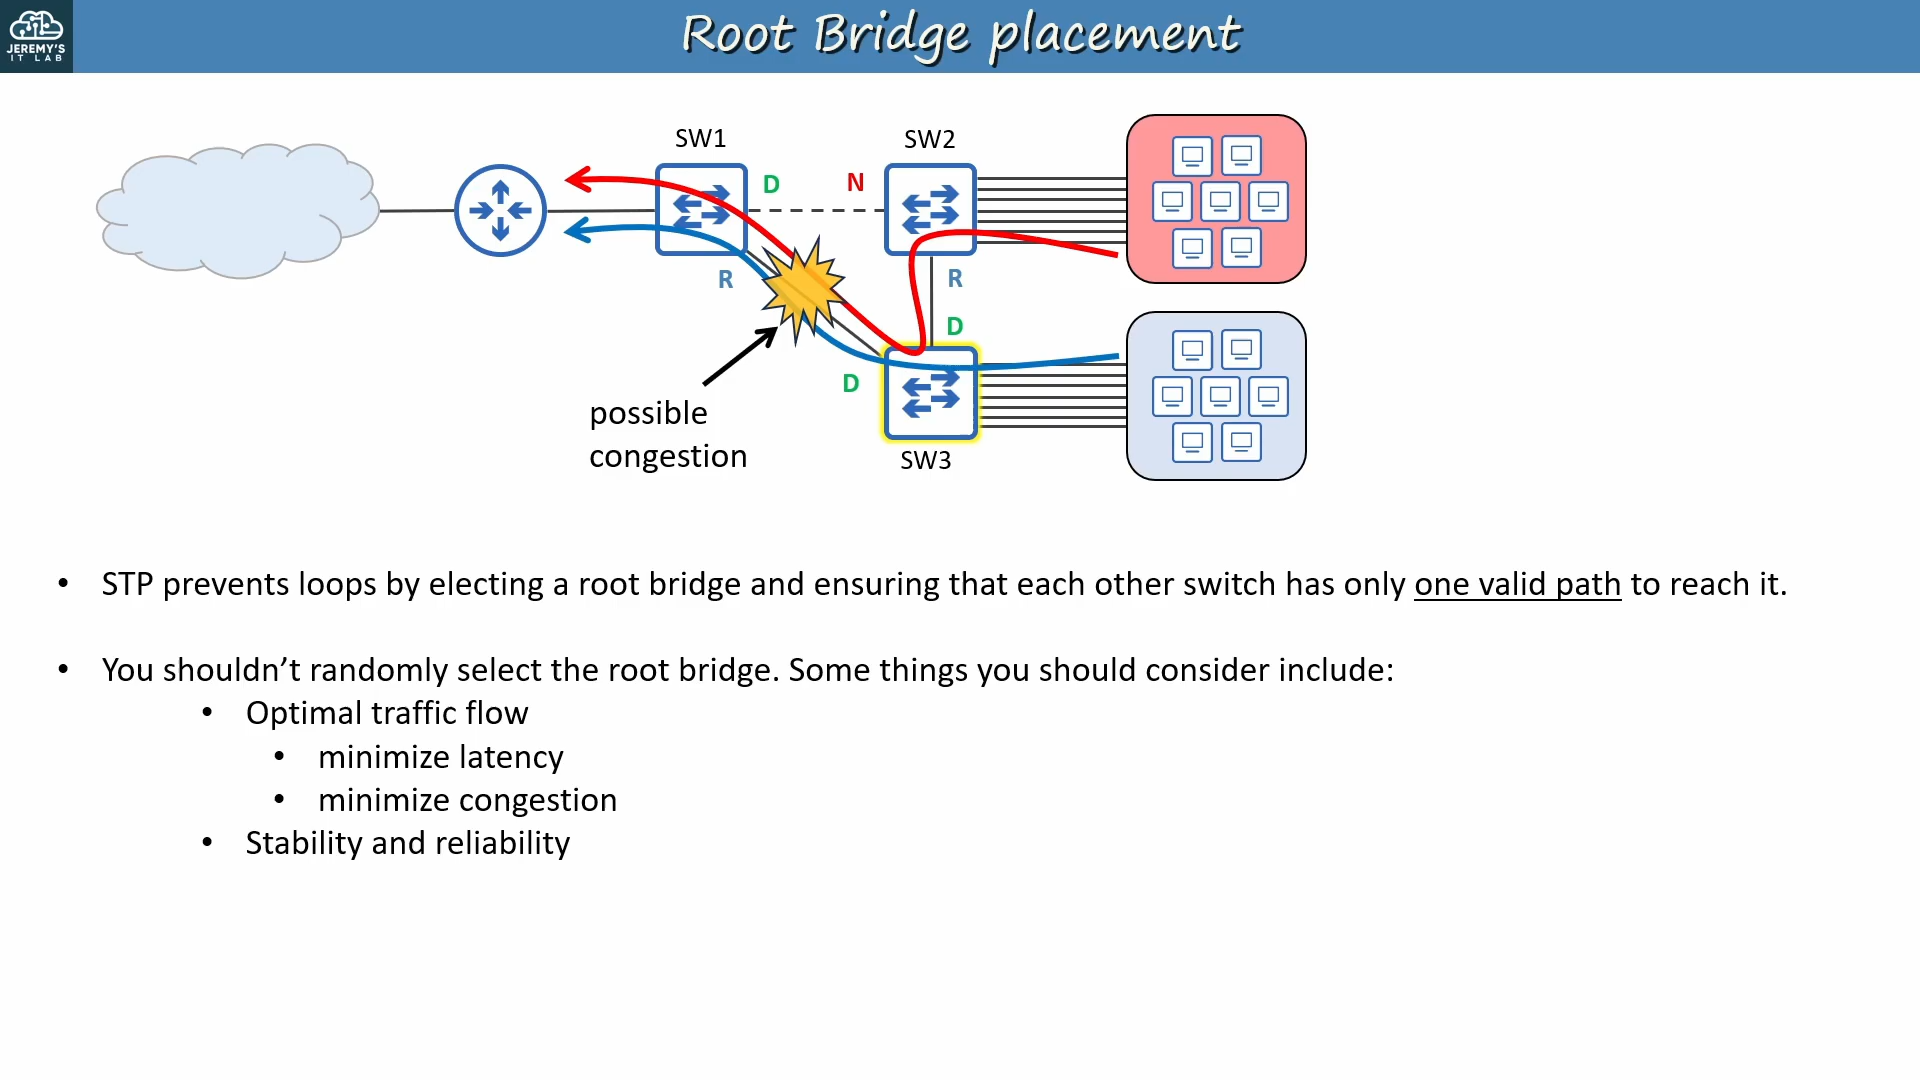 Root Bridge placement
JEREMY'S
IT LAB
SW1
SW2
D
N
R
R
D
D
possible
congestion
SW3
• STP prevents loops by electing a root bridge and ensuring that each other switch has only one valid path to reach it.
• You shouldn’t randomly select the root bridge. Some things you should consider include:
• Optimal traffic flow
• minimize latency
• minimize congestion
• Stability and reliability